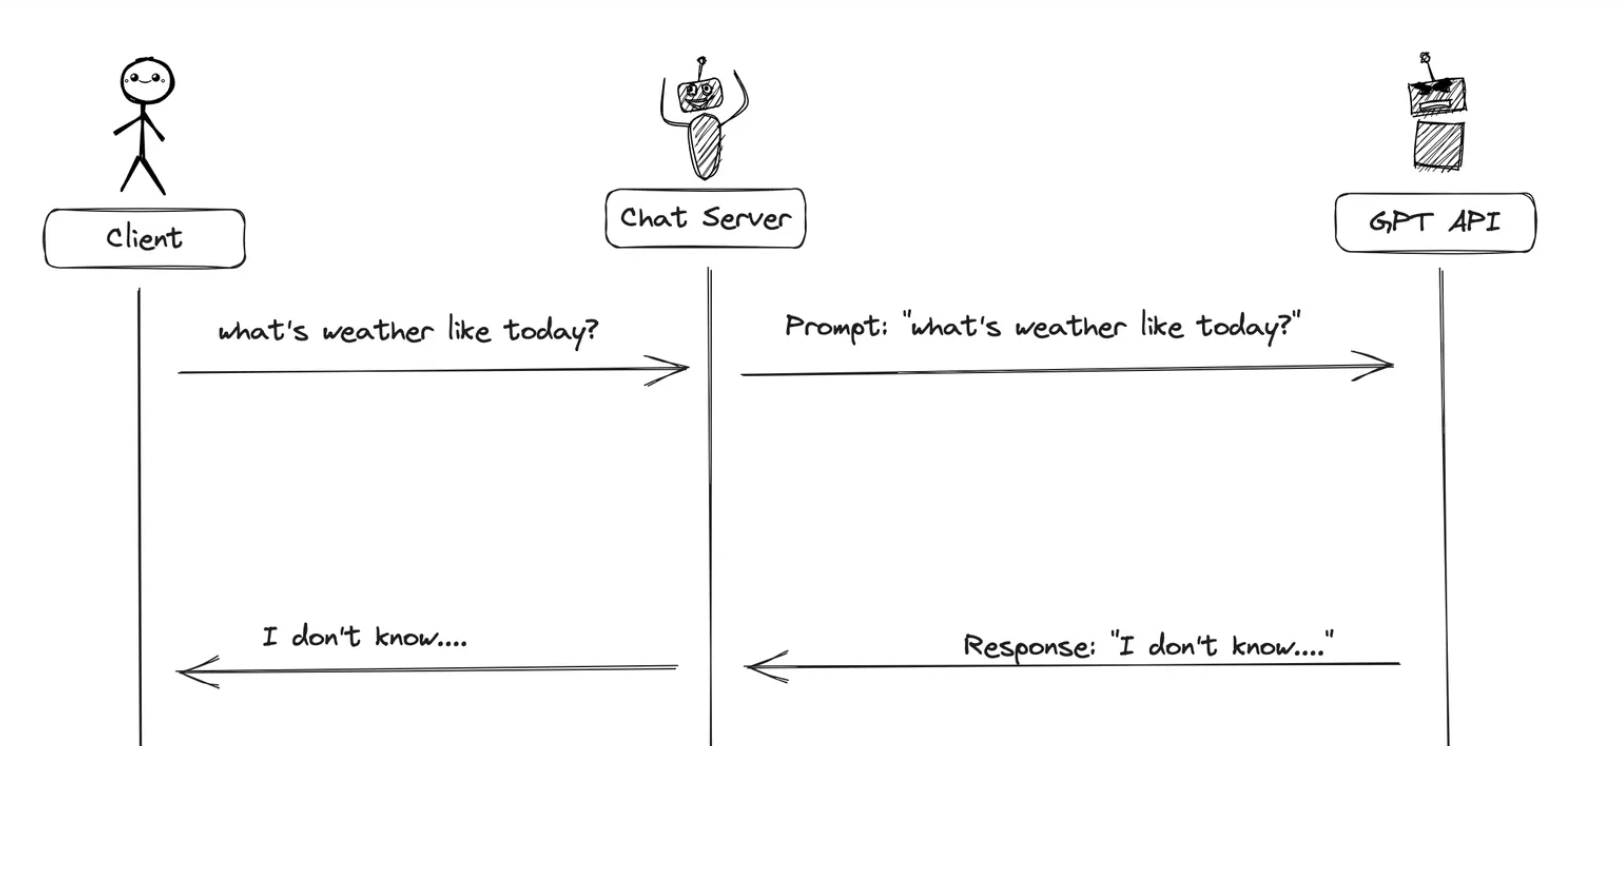 Client
Chat Server
GPT API
what's weather like today?
Prompt: "what's weather like today?"
I don't know....
Response: "I don't know...."